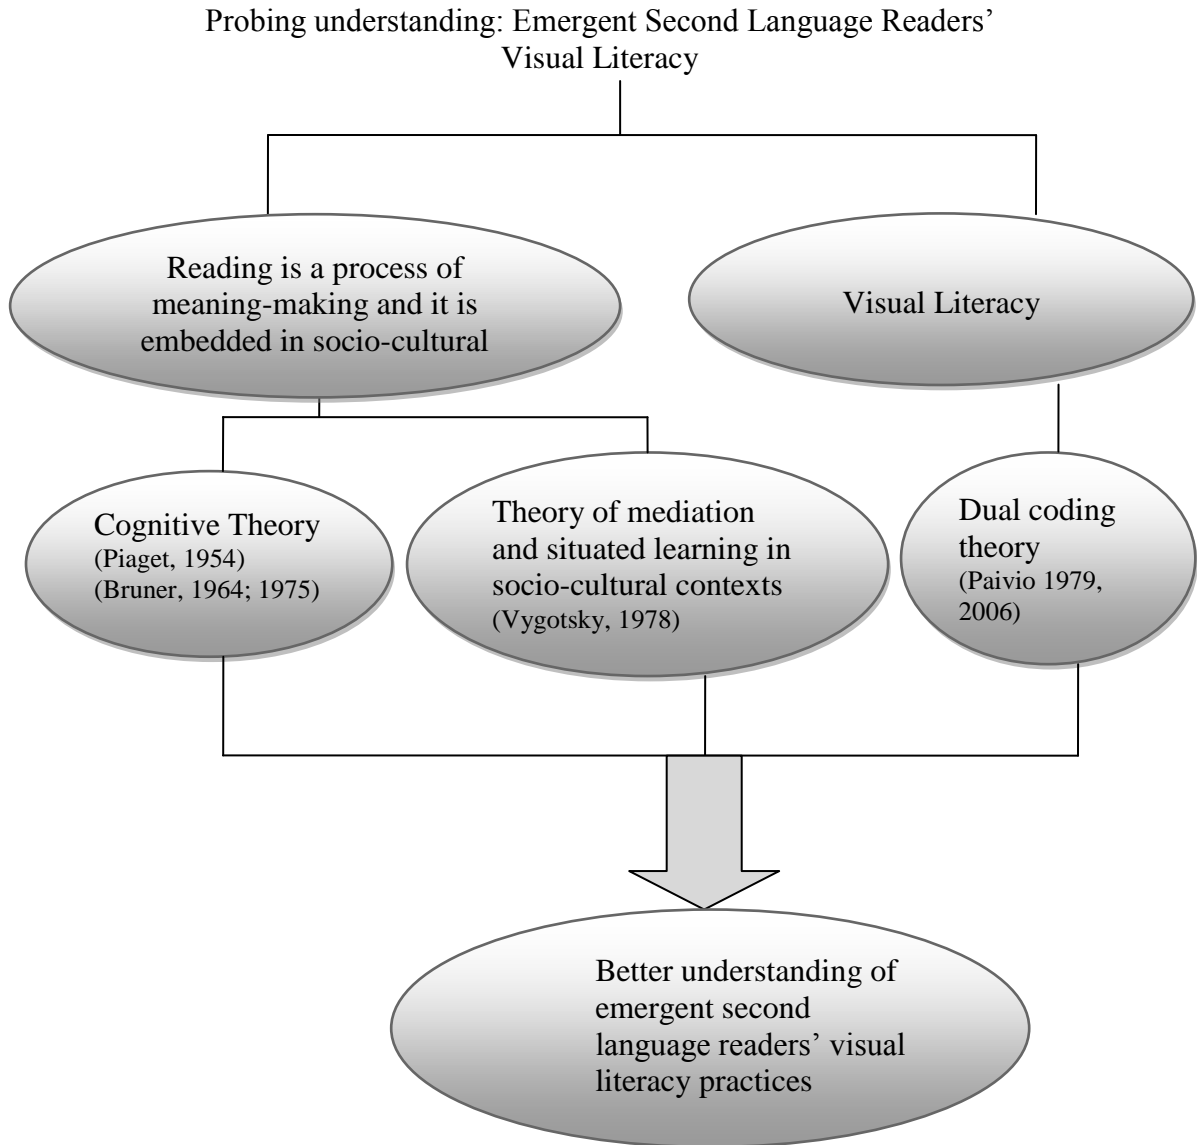 Probing understanding: Emergent Second Language Readers’
Visual Literacy
Reading is a process of
meaning-making and it is
embedded in socio-cultural
Visual Literacy
Cognitive Theory
(Piaget, 1954)
(Bruner, 1964; 1975)
Theory of mediation
and situated learning in
socio-cultural contexts
(Vygotsky, 1978)
Dual coding
theory
(Paivio 1979,
2006)
Better understanding of
emergent second
language readers’ visual
literacy practices